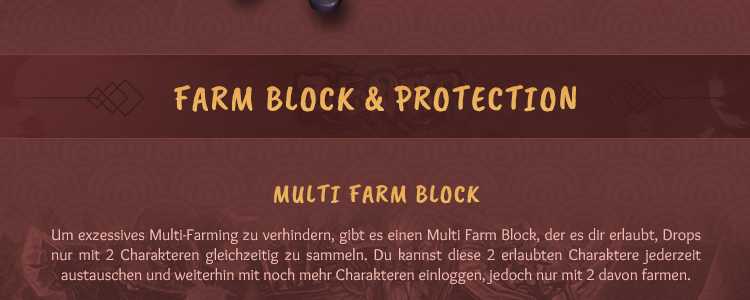 FARM BLOCK & PROTECTION
MULTI FARM BLOCK
Um exzessives Multi-Farming zu verhindern, gibt es einen Multi Farm Block, der es dir erlaubt, Drops
nur mit 2 Charakteren gleichzeitig zu sammeln. Du kannst diese 2 erlaubten Charaktere jederzeit
austauschen und weiterhin mit noch mehr Charakteren einloggen, jedoch nur mit 2 davon farmen.